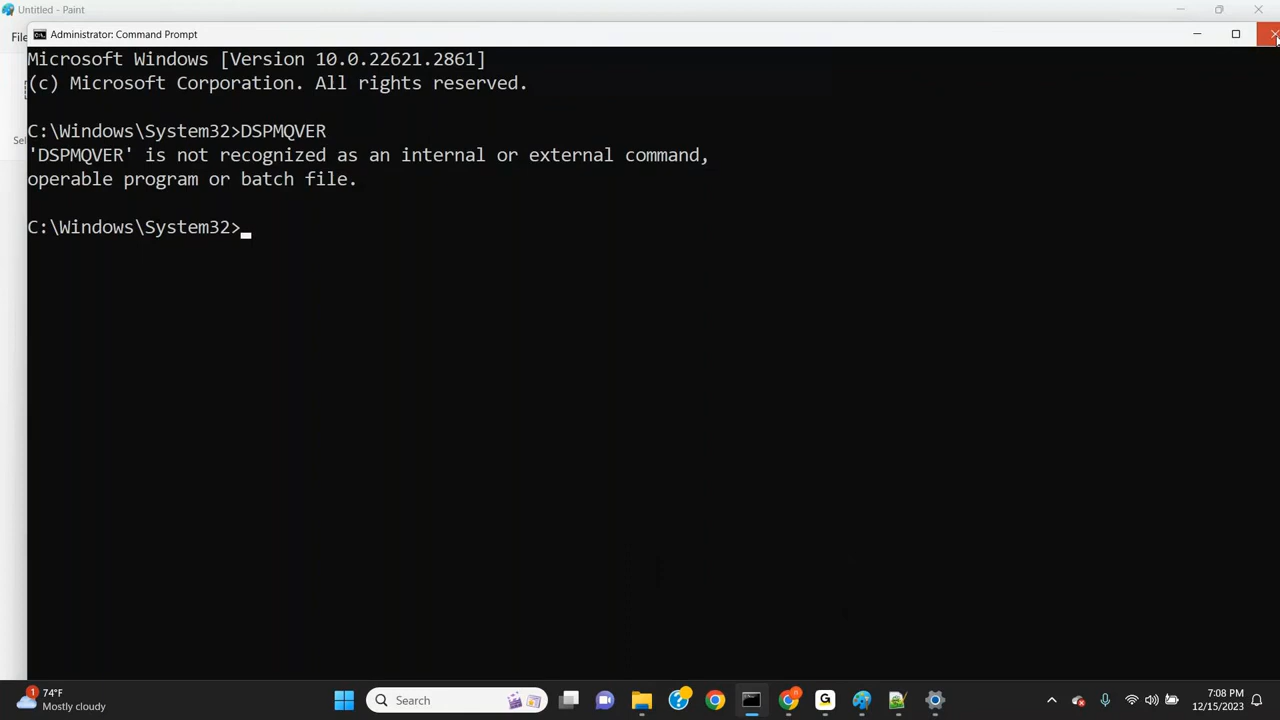 Untitled - Paint
File
Administrator: Command Prompt
Microsoft Windows [Version 10.0.22621.2861]
(c) Microsoft Corporation. All rights reserved.
C:\Windows\System32>DSPMQVER
'DSPMQVER' is not recognized as an internal or external command,
operable program or batch file.
C:\Windows\System32>
1
74°F
Mostly cloudy
Search
7:08 PM
12/15/2023